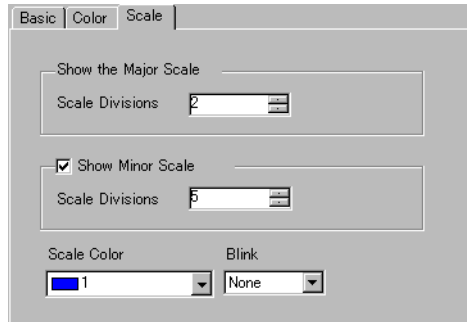 Basic Color Scale
Show the Major Scale
Scale Divisions 2
Show Minor Scale
Scale Divisions 5
Scale Color Blink
1 None